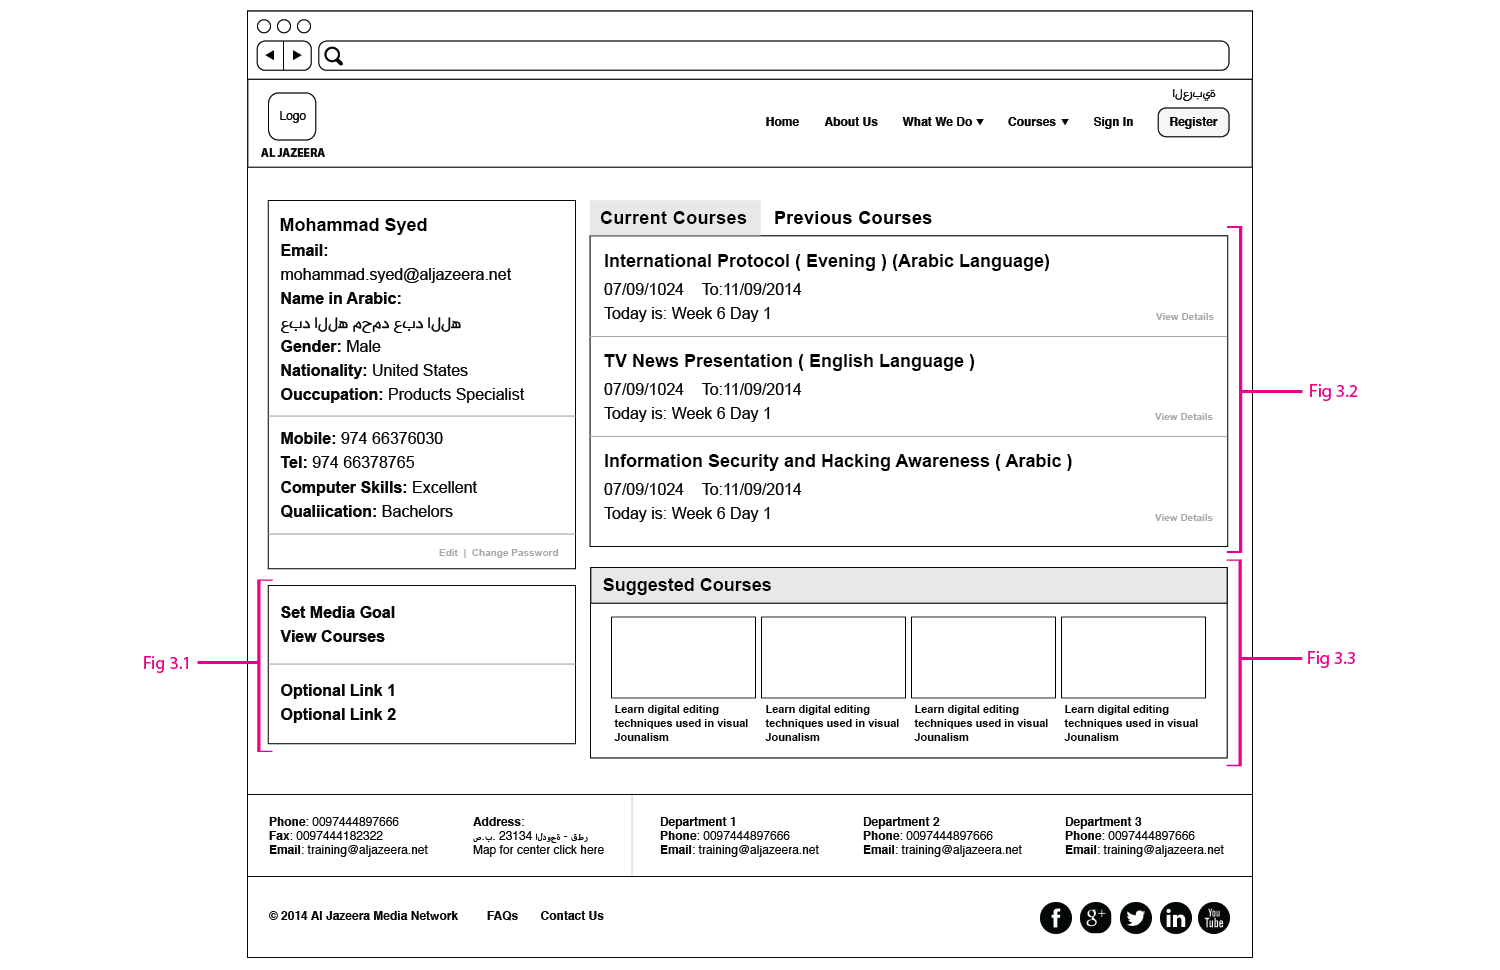 العربية
Logo
AL JAZEERA
Home About Us What We Do Courses Sign In Register
Mohammad Syed
Email:
mohammad.syed@aljazeera.net
Name in Arabic:
عبد الله محمد عبد الله
Gender: Male
Nationality: United States
Ouccupation: Products Specialist
Mobile: 974 66376030
Tel: 974 66378765
Computer Skills: Excellent
Qualiication: Bachelors
Edit | Change Password
Fig 3.1
Set Media Goal
View Courses
Optional Link 1
Optional Link 2
Current Courses Previous Courses
International Protocol ( Evening ) (Arabic Language)
07/09/1024 To:11/09/2014
Today is: Week 6 Day 1
View Details
TV News Presentation ( English Language )
07/09/1024 To:11/09/2014
Today is: Week 6 Day 1
View Details
Information Security and Hacking Awareness ( Arabic )
07/09/1024 To:11/09/2014
Today is: Week 6 Day 1
View Details
Fig 3.2
Suggested Courses
Learn digital editing
techniques used in visual
Jounalism
Learn digital editing
techniques used in visual
Jounalism
Learn digital editing
techniques used in visual
Jounalism
Learn digital editing
techniques used in visual
Jounalism
Fig 3.3
Phone: 0097444897666
Fax: 0097444182322
Email: training@aljazeera.net
Address:
ص.ب. 23134 الدوحة - قطر
Map for center click here
Department 1
Phone: 0097444897666
Email: training@aljazeera.net
Department 2
Phone: 0097444897666
Email: training@aljazeera.net
Department 3
Phone: 0097444897666
Email: training@aljazeera.net
© 2014 Al Jazeera Media Network FAQs Contact Us
f g+ in You Tube